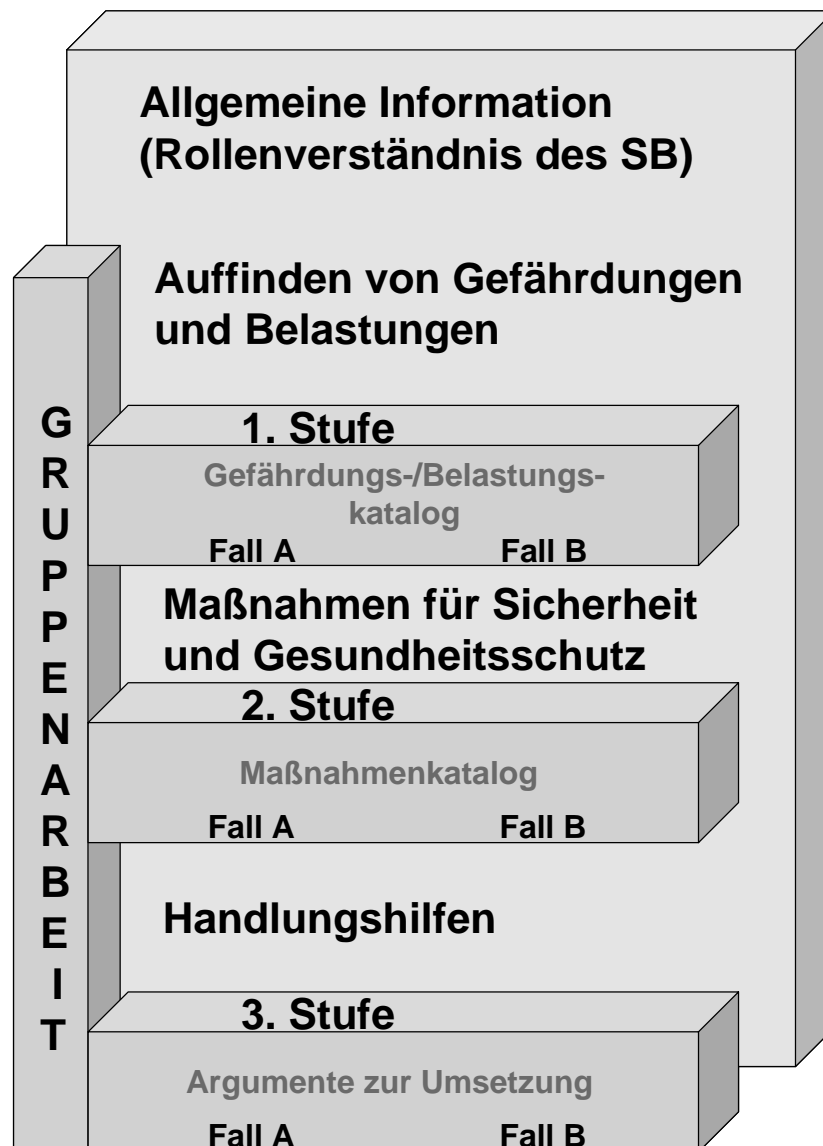 Allgemeine Information
(Rollenverständnis des SB)
Auffinden von Gefährdungen
und Belastungen
GRUPPENARBEIT
1. Stufe
Gefährdungs-/Belastungs-
katalog
Fall A Fall B
Maßnahmen für Sicherheit
und Gesundheitsschutz
2. Stufe
Maßnahmenkatalog
Fall A Fall B
Handlungshilfen
3. Stufe
Argumente zur Umsetzung
Fall A Fall B